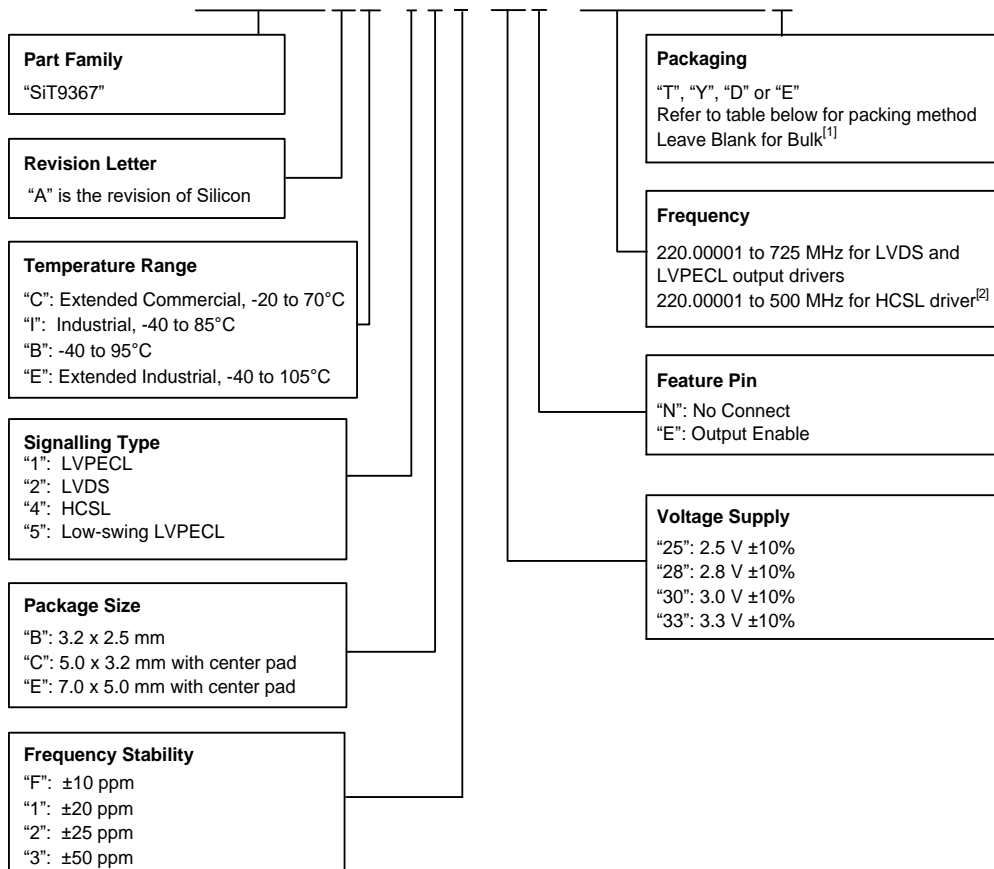 Part Family
“SiT9367”
Revision Letter
“A” is the revision of Silicon
Temperature Range
“C”: Extended Commercial, -20 to 70°C
“I”: Industrial, -40 to 85°C
“B”: -40 to 95°C
“E”: Extended Industrial, -40 to 105°C
Signalling Type
“1”: LVPECL
“2”: LVDS
“4”: HCSL
“5”: Low-swing LVPECL
Package Size
“B”: 3.2 x 2.5 mm
“C”: 5.0 x 3.2 mm with center pad
“E”: 7.0 x 5.0 mm with center pad
Frequency Stability
“F”: ±10 ppm
“1”: ±20 ppm
“2”: ±25 ppm
“3”: ±50 ppm
Packaging
“T”, “Y”, “D” or “E”
Refer to table below for packing method
Leave Blank for Bulk[1]
Frequency
220.00001 to 725 MHz for LVDS and
LVPECL output drivers
220.00001 to 500 MHz for HCSL driver[2]
Feature Pin
“N”: No Connect
“E”: Output Enable
Voltage Supply
“25”: 2.5 V ±10%
“28”: 2.8 V ±10%
“30”: 3.0 V ±10%
“33”: 3.3 V ±10%